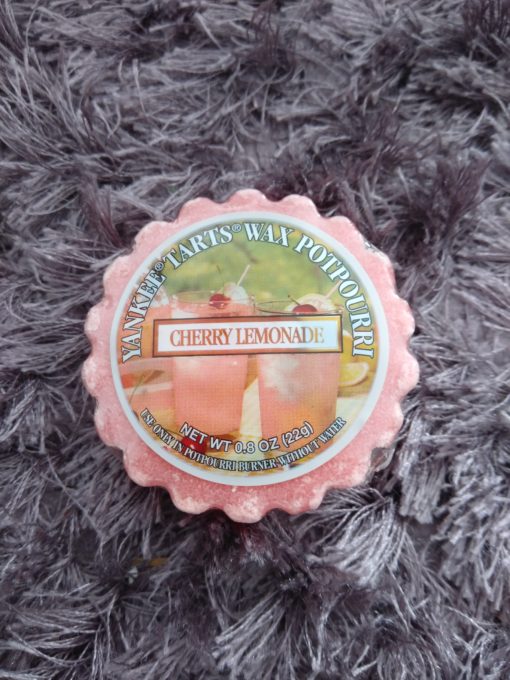 YANKEE® TARTS® WAX POTPOURRI
CHERRY LEMONADE
NET WT 0.8 OZ (22g)
USE ONLY IN POTPOURRI BURNER WITHOUT WATER